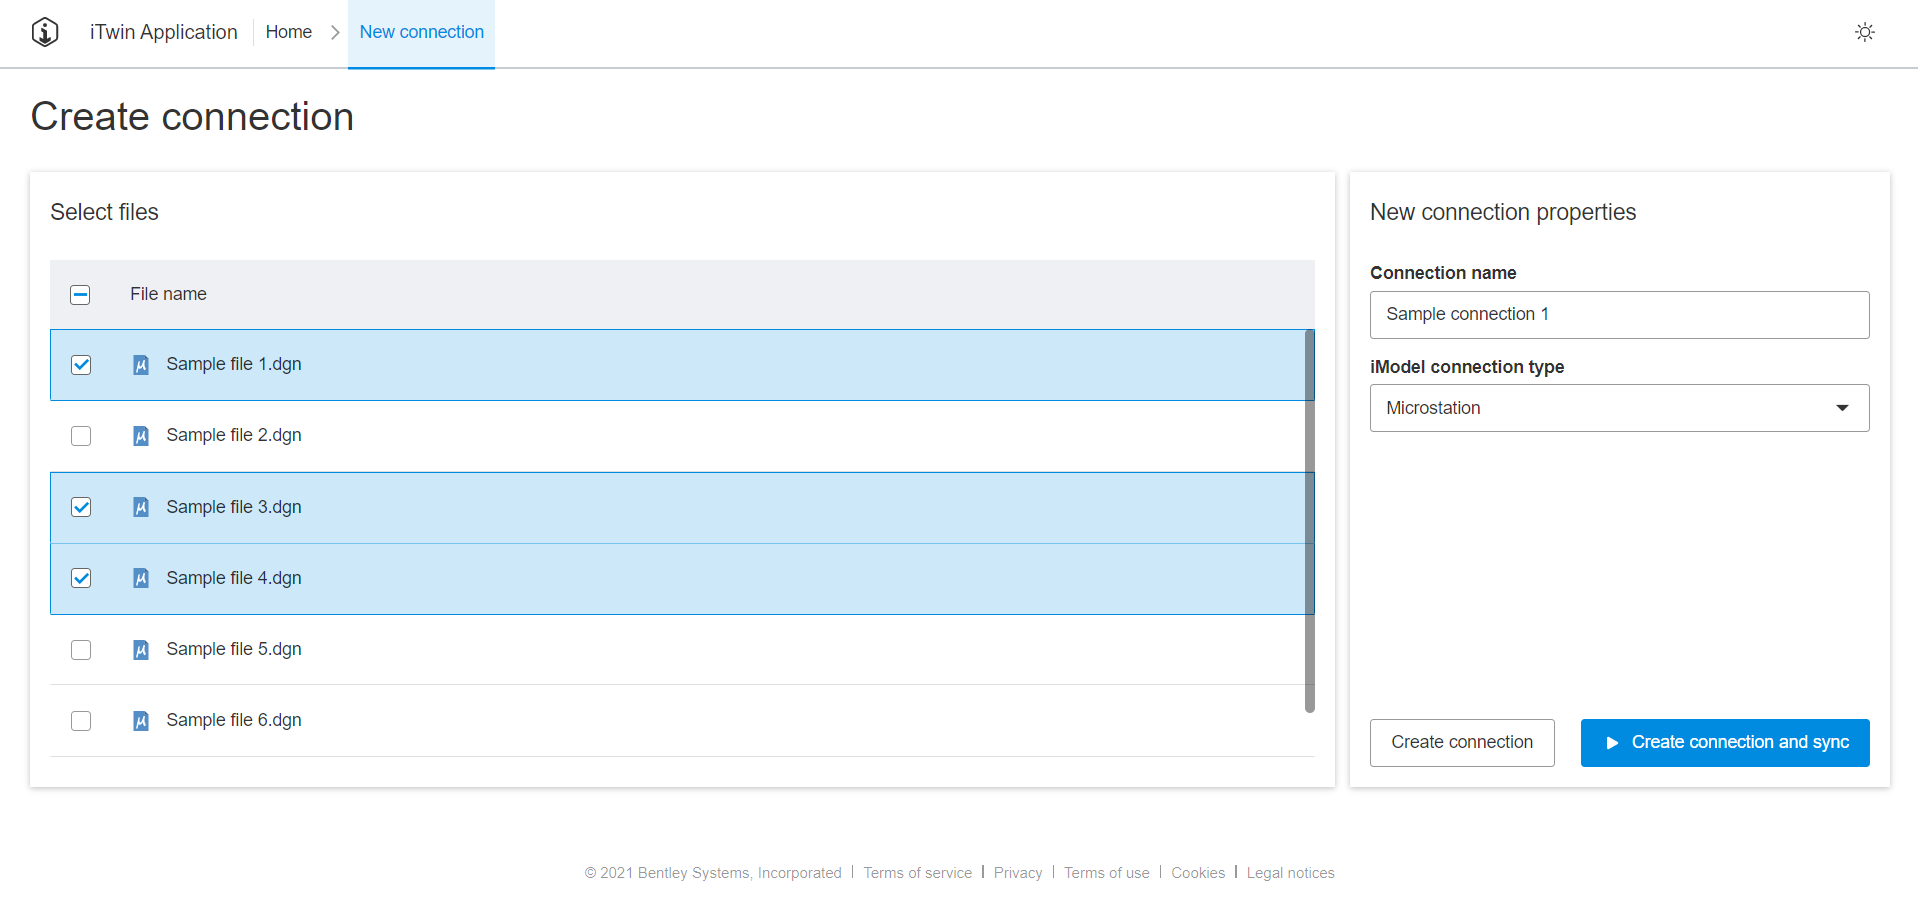 iTwin Application Home New connection
Create connection
Select files
File name
Sample file 1.dgn
Sample file 2.dgn
Sample file 3.dgn
Sample file 4.dgn
Sample file 5.dgn
Sample file 6.dgn
New connection properties
Connection name
Sample connection 1
iModel connection type
Microstation
Create connection
Create connection and sync
© 2021 Bentley Systems, Incorporated | Terms of service | Privacy | Terms of use | Cookies | Legal notices